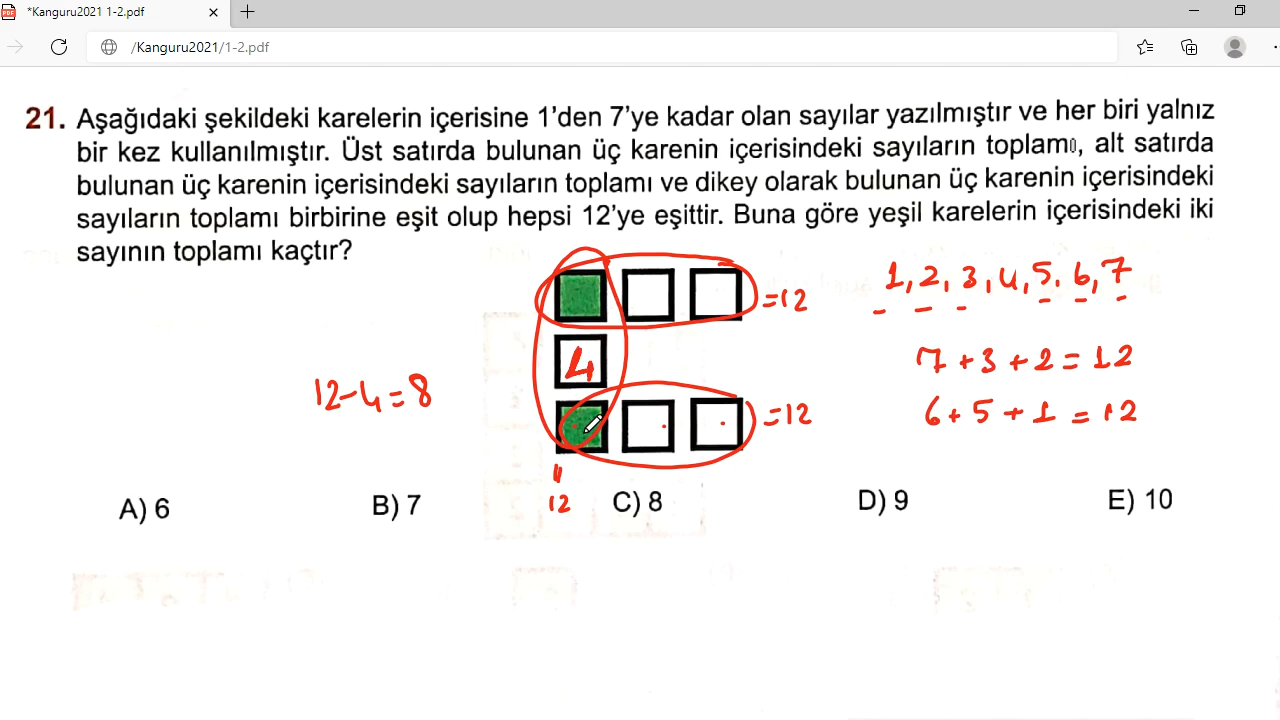 *Kanguru2021 1-2.pdf
/Kanguru2021/1-2.pdf
21. Aşağıdaki şekildeki karelerin içerisine 1'den 7'ye kadar olan sayılar yazılmıştır ve her biri yalnız
bir kez kullanılmıştır. Üst satırda bulunan üç karenin içerisindeki sayıların toplamı, alt satırda
bulunan üç karenin içerisindeki sayıların toplamı ve dikey olarak bulunan üç karenin içerisindeki
sayıların toplamı birbirine eşit olup hepsi 12'ye eşittir. Buna göre yeşil karelerin içerisindeki iki
sayının toplamı kaçtır?
=12
1, 2, 3, 4, 5, 6, 7
4
7 + 3 + 2 = 12
12-4=8
=12
6 + 5 + 1 = 12
=
12
A) 6
B) 7
C) 8
D) 9
E) 10